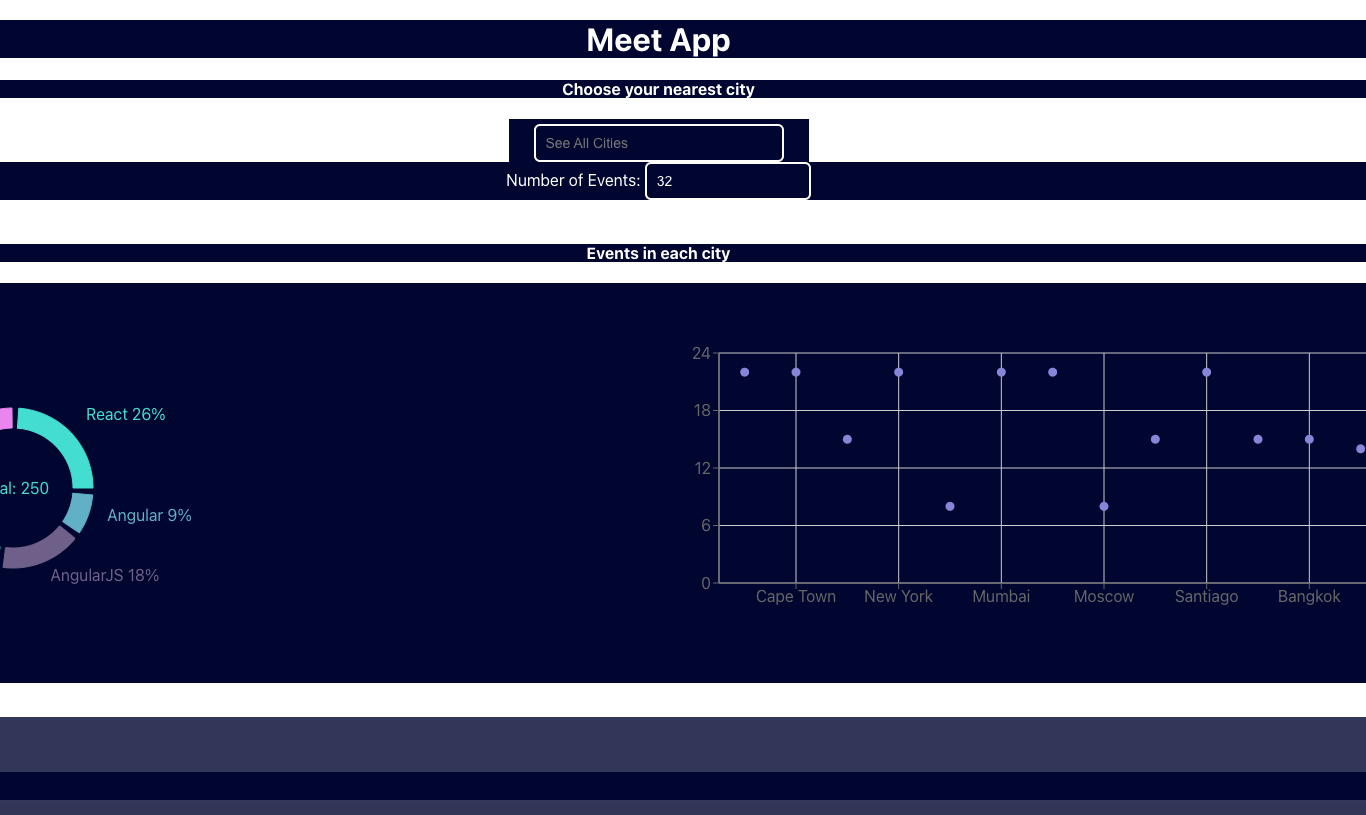 Meet App
Choose your nearest city
See All Cities
Number of Events: 32
Events in each city
React 26%
al: 250
Angular 9%
AngularJS 18%
24
18
12
6
0
Cape Town New York Mumbai Moscow Santiago Bangkok